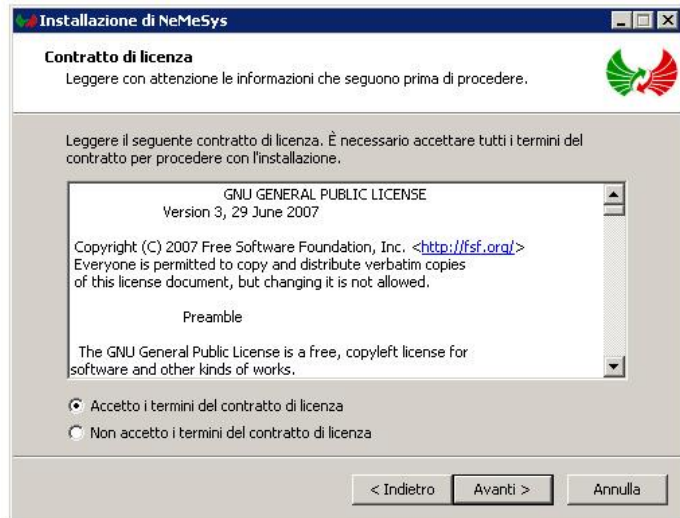 Installazione di NeMeSys
Contratto di licenza
Leggere con attenzione le informazioni che seguono prima di procedere.
Leggere il seguente contratto di licenza. È necessario accettare tutti i termini del
contratto per procedere con l'installazione.
GNU GENERAL PUBLIC LICENSE
Version 3, 29 June 2007
Copyright (C) 2007 Free Software Foundation, Inc. <http://fsf.org/>
Everyone is permitted to copy and distribute verbatim copies
of this license document, but changing it is not allowed.
Preamble
The GNU General Public License is a free, copyleft license for
software and other kinds of works.
Accetto i termini del contratto di licenza
Non accetto i termini del contratto di licenza
< Indietro Avanti > Annulla